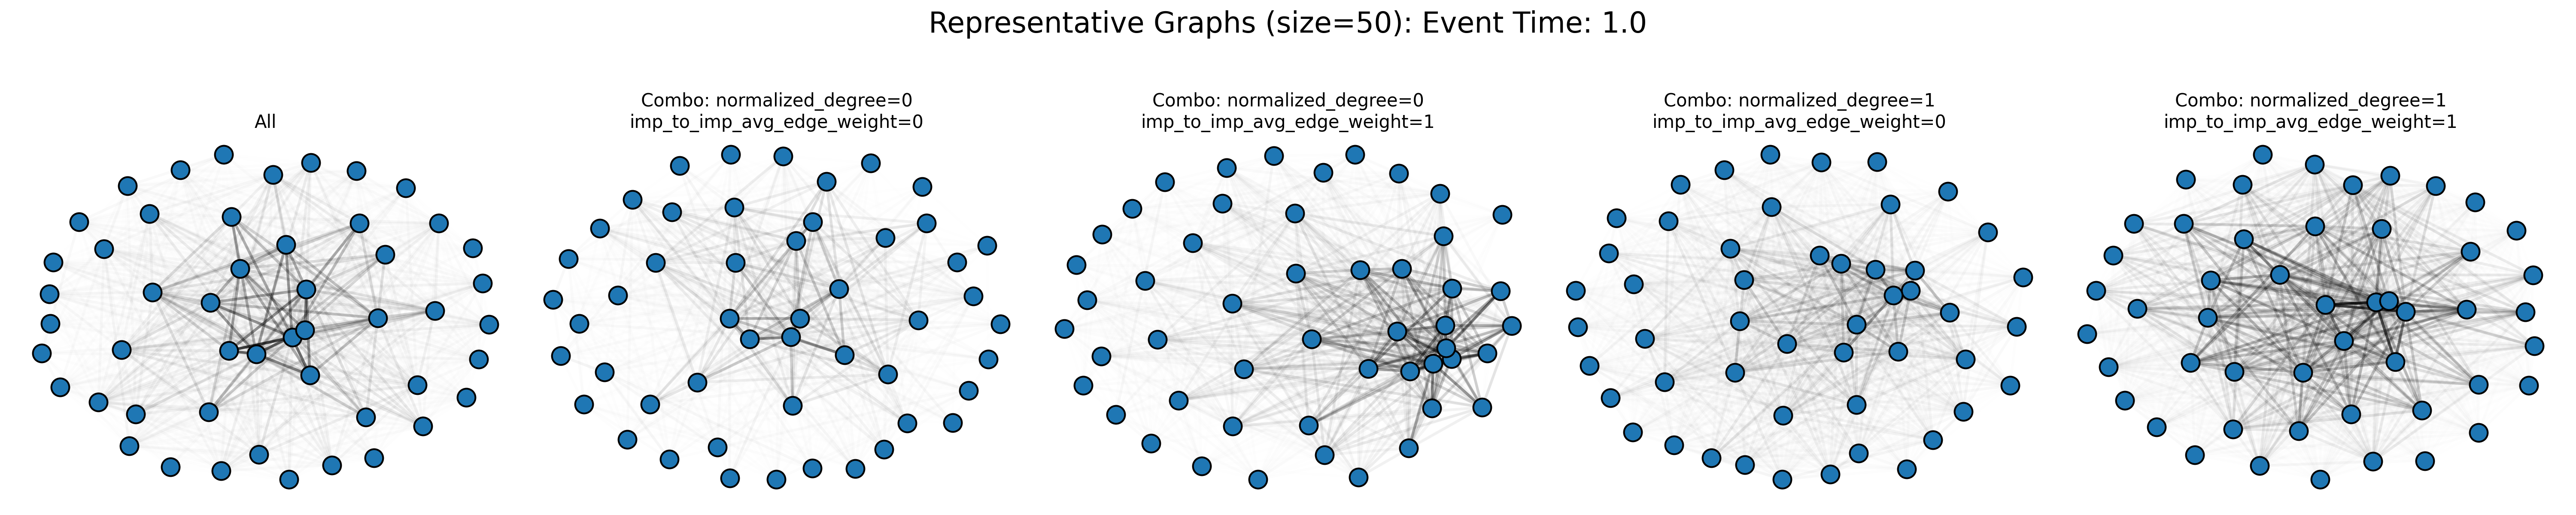 Representative Graphs (size=50): Event Time: 1.0
All
Combo: normalized_degree=0
imp_to_imp_avg_edge_weight=0
Combo: normalized_degree=0
imp_to_imp_avg_edge_weight=1
Combo: normalized_degree=1
imp_to_imp_avg_edge_weight=0
Combo: normalized_degree=1
imp_to_imp_avg_edge_weight=1